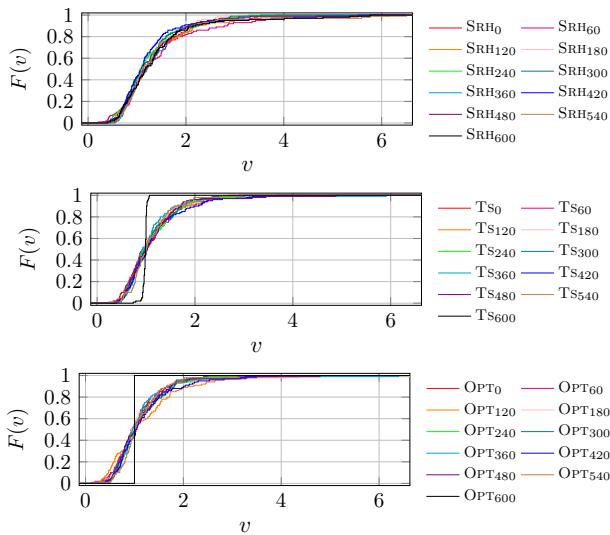 1
0.8
0.6
0.4
0.2
0
F(v)
0 2 4 6
v
SRH0 SRH60
SRH120 SRH180
SRH240 SRH300
SRH360 SRH420
SRH480 SRH540
SRH600
1
0.8
0.6
0.4
0.2
0
F(v)
0 2 4 6
v
TS0 TS60
TS120 TS180
TS240 TS300
TS360 TS420
TS480 TS540
TS600
1
0.8
0.6
0.4
0.2
0
F(v)
0 2 4 6
v
OPT0 OPT60
OPT120 OPT180
OPT240 OPT300
OPT360 OPT420
OPT480 OPT540
OPT600